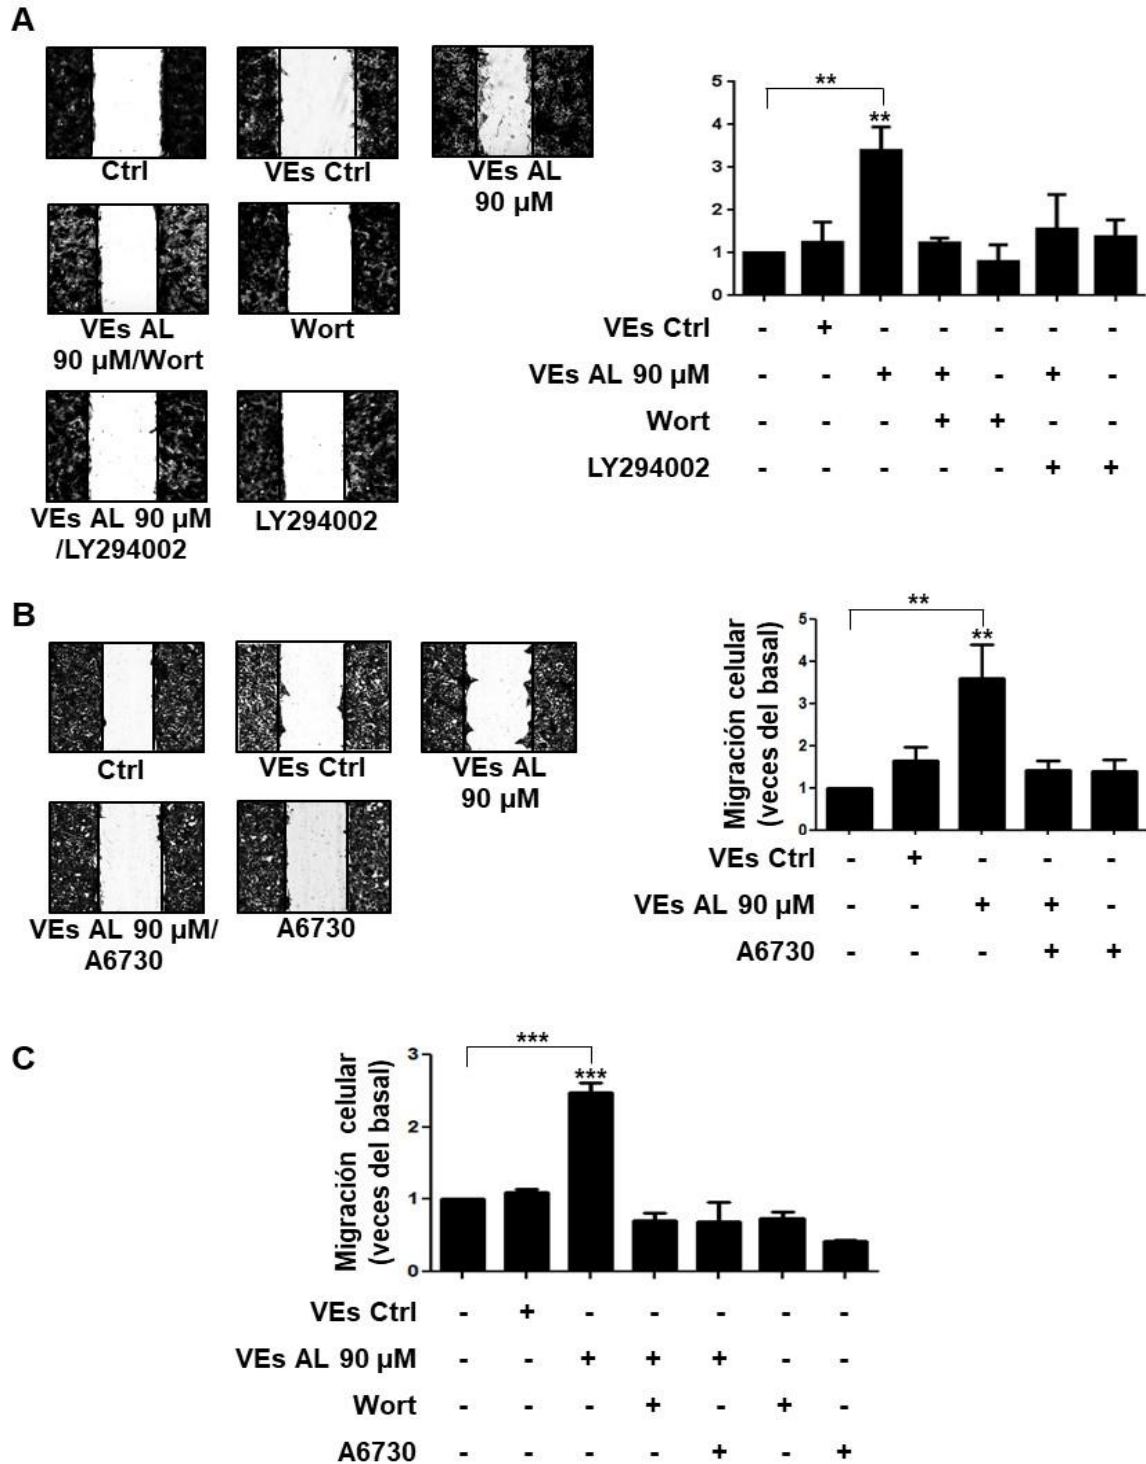 A
Ctrl
VEs Ctrl
VEs AL
90 µM
VEs AL
90 µM/Wort
Wort
VEs AL 90 µM
/LY294002
LY294002
**
**
5
4
3
2
1
0
VEs Ctrl - + - - - - -
VEs AL 90 µM - - + + - + -
Wort - - - + + - -
LY294002 - - - - - + +
B
Ctrl
VEs Ctrl
VEs AL
90 µM
VEs AL 90 µM/
A6730
A6730
Migración celular
(veces del basal)
**
**
5
4
3
2
1
0
VEs Ctrl - + - - -
VEs AL 90 µM - - + + -
A6730 - - - + +
C
Migración celular
(veces del basal)
***
***
3
2
1
0
VEs Ctrl - + - - - - -
VEs AL 90 µM - - + + + - -
Wort - - - + - + -
A6730 - - - - + - +